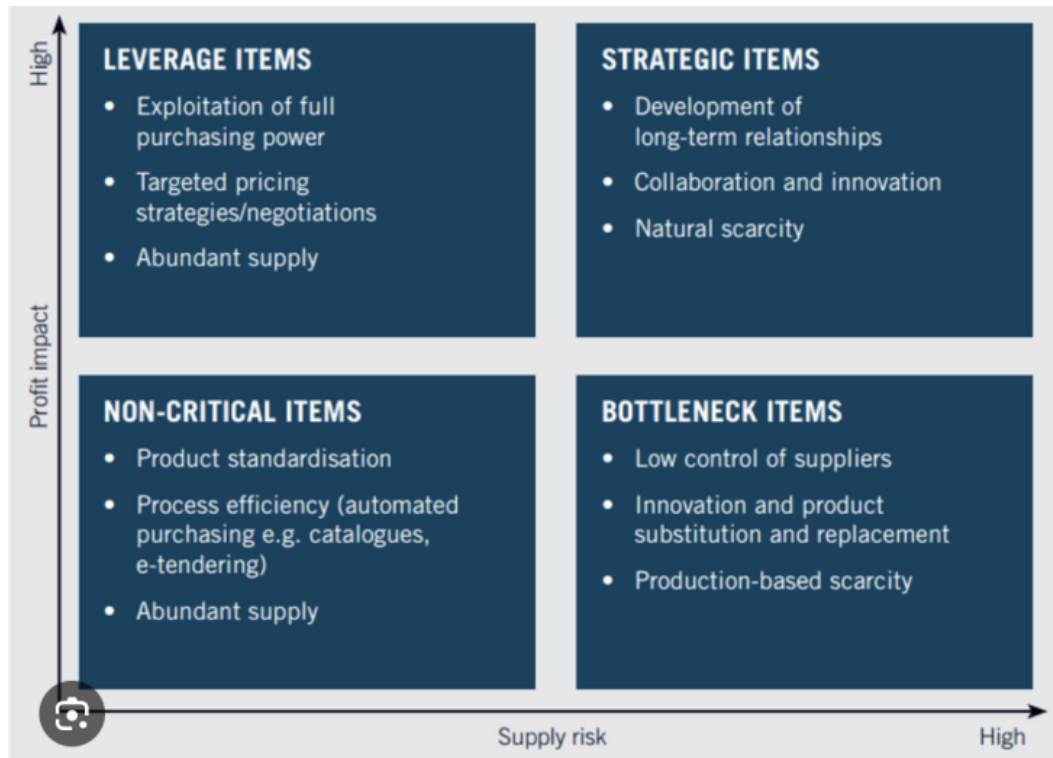 High
Profit impact
LEVERAGE ITEMS
• Exploitation of full
purchasing power
• Targeted pricing
strategies/negotiations
• Abundant supply
STRATEGIC ITEMS
• Development of
long-term relationships
• Collaboration and innovation
• Natural scarcity
NON-CRITICAL ITEMS
• Product standardisation
• Process efficiency (automated
purchasing e.g. catalogues,
e-tendering)
• Abundant supply
BOTTLENECK ITEMS
• Low control of suppliers
• Innovation and product
substitution and replacement
• Production-based scarcity
Supply risk
High